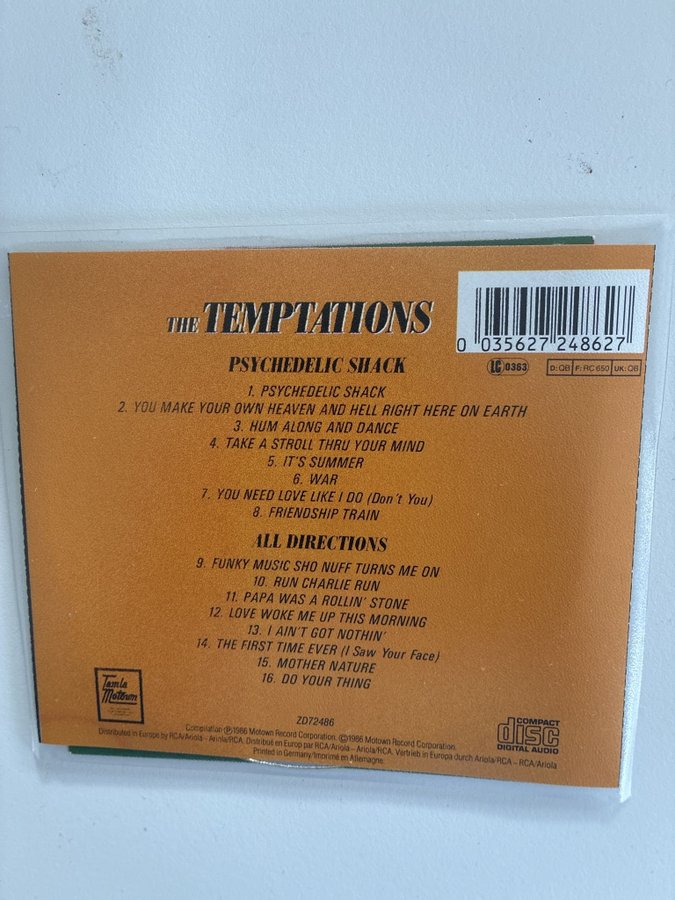 THE TEMPTATIONS
0 035627 248627
PSYCHEDELIC SHACK
LC 0363
D: QB F: RC 650 UK: QB
1. PSYCHEDELIC SHACK
2. YOU MAKE YOUR OWN HEAVEN AND HELL RIGHT HERE ON EARTH
3. HUM ALONG AND DANCE
4. TAKE A STROLL THRU YOUR MIND
5. IT'S SUMMER
6. WAR
7. YOU NEED LOVE LIKE I DO (Don't You)
8. FRIENDSHIP TRAIN
ALL DIRECTIONS
9. FUNKY MUSIC SHO NUFF TURNS ME ON
10. RUN CHARLIE RUN
11. PAPA WAS A ROLLIN' STONE
12. LOVE WOKE ME UP THIS MORNING
13. I AIN'T GOT NOTHIN'
14. THE FIRST TIME EVER (I Saw Your Face)
15. MOTHER NATURE
16. DO YOUR THING
Tamla
Motown
ZD72486
COMPACT
disc
DIGITAL AUDIO
Compilation ℗1986 Motown Record Corporation. ©1986 Motown Record Corporation.
Distributed in Europe by RCA/Ariola – Ariola/RCA. Distribué en Europ par RCA/Ariola – Ariola/RCA. Vertrieb in Europa durch Ariola/RCA – RCA/Ariola
Printed in Germany/Imprimé en Allemagne.